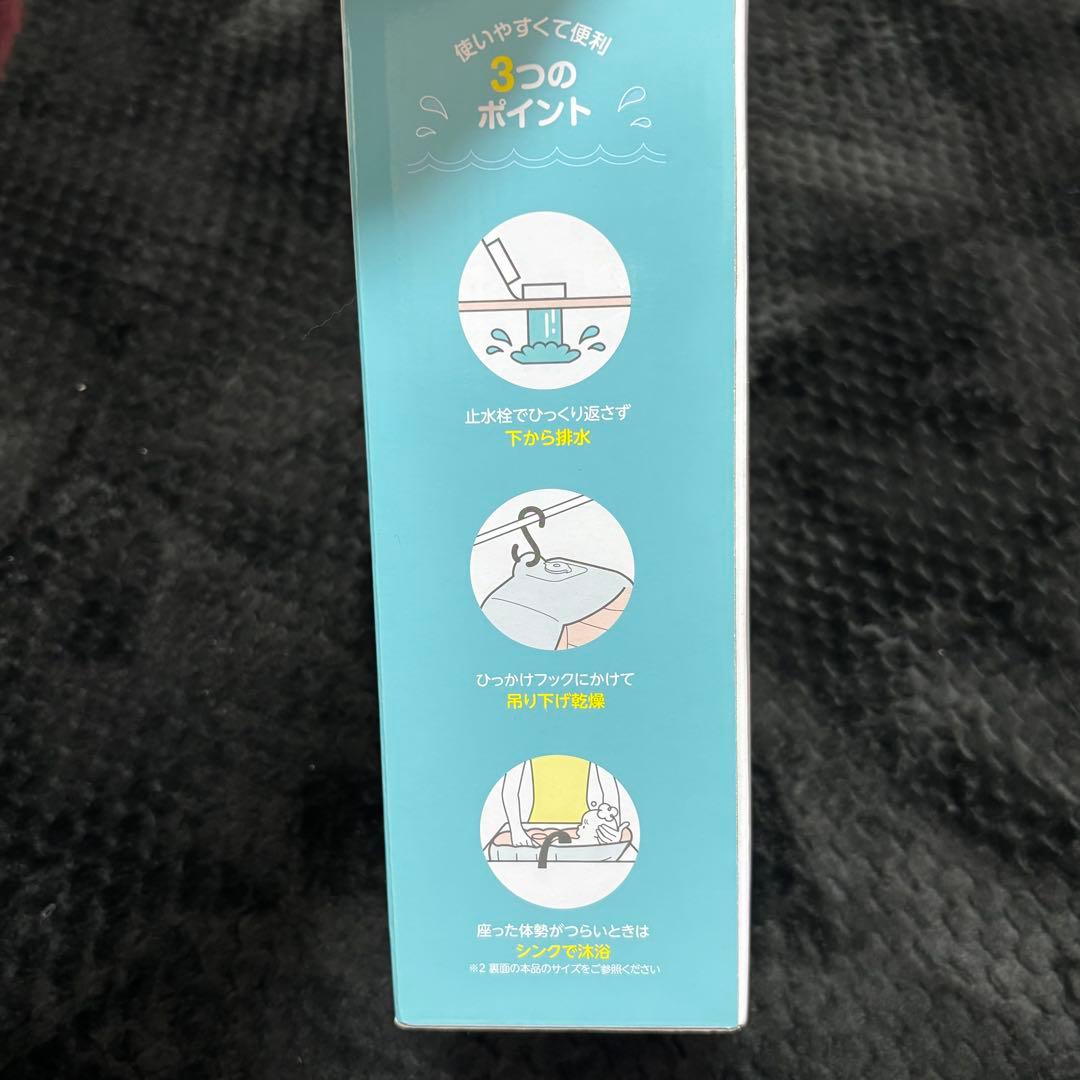 使いやすくて便利
3つの
ポイント
止水栓でひっくり返さず
下から排水
ひっかけフックにかけて
吊り下げ乾燥
座った体勢がつらいときは
シンクで沐浴
※2 裏面の本品のサイズをご参照ください